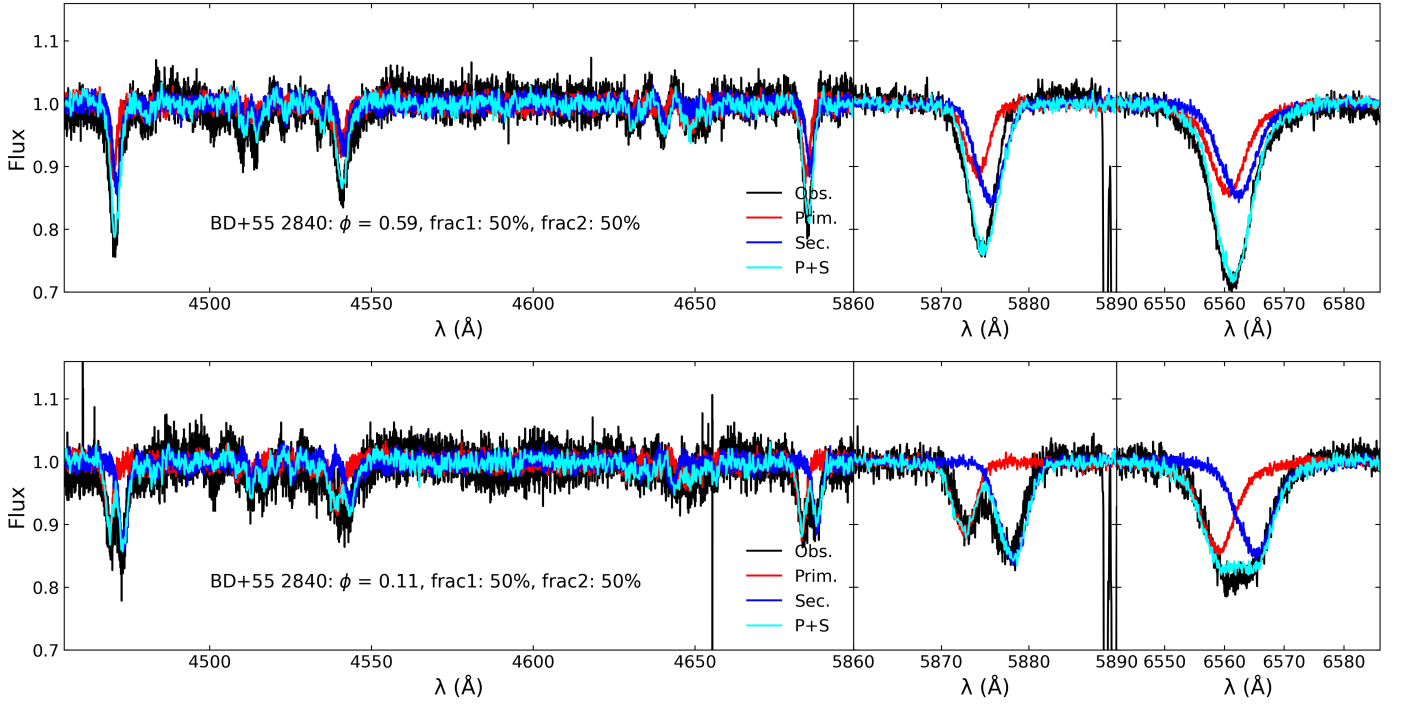 1.1
1.0
0.9
0.8
0.7
Flux
BD+55 2840: ϕ = 0.59, frac1: 50%, frac2: 50%
Obs.
Prim.
Sec.
P+S
4500 4550 4600 4650 5860 5870 5880 5890 6550 6560 6570 6580
λ (Å) λ (Å) λ (Å)
1.1
1.0
0.9
0.8
0.7
Flux
BD+55 2840: ϕ = 0.11, frac1: 50%, frac2: 50%
Obs.
Prim.
Sec.
P+S
4500 4550 4600 4650 5860 5870 5880 5890 6550 6560 6570 6580
λ (Å) λ (Å) λ (Å)